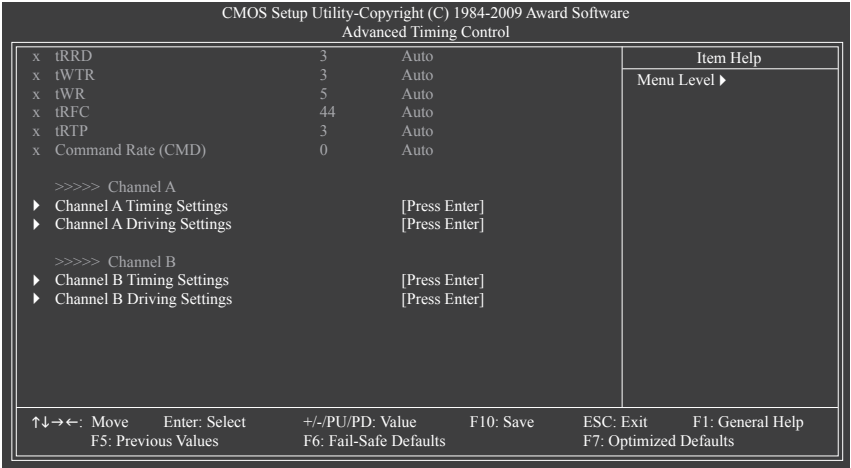 CMOS Setup Utility-Copyright (C) 1984-2009 Award Software
Advanced Timing Control
x tRRD 3 Auto
x tWTR 3 Auto
x tWR 5 Auto
x tRFC 44 Auto
x tRTP 3 Auto
x Command Rate (CMD) 0 Auto
>>>>> Channel A
Channel A Timing Settings [Press Enter]
Channel A Driving Settings [Press Enter]
>>>>> Channel B
Channel B Timing Settings [Press Enter]
Channel B Driving Settings [Press Enter]
Item Help
Menu Level
↑↓→←: Move Enter: Select +/-/PU/PD: Value F10: Save ESC: Exit F1: General Help
F5: Previous Values F6: Fail-Safe Defaults F7: Optimized Defaults